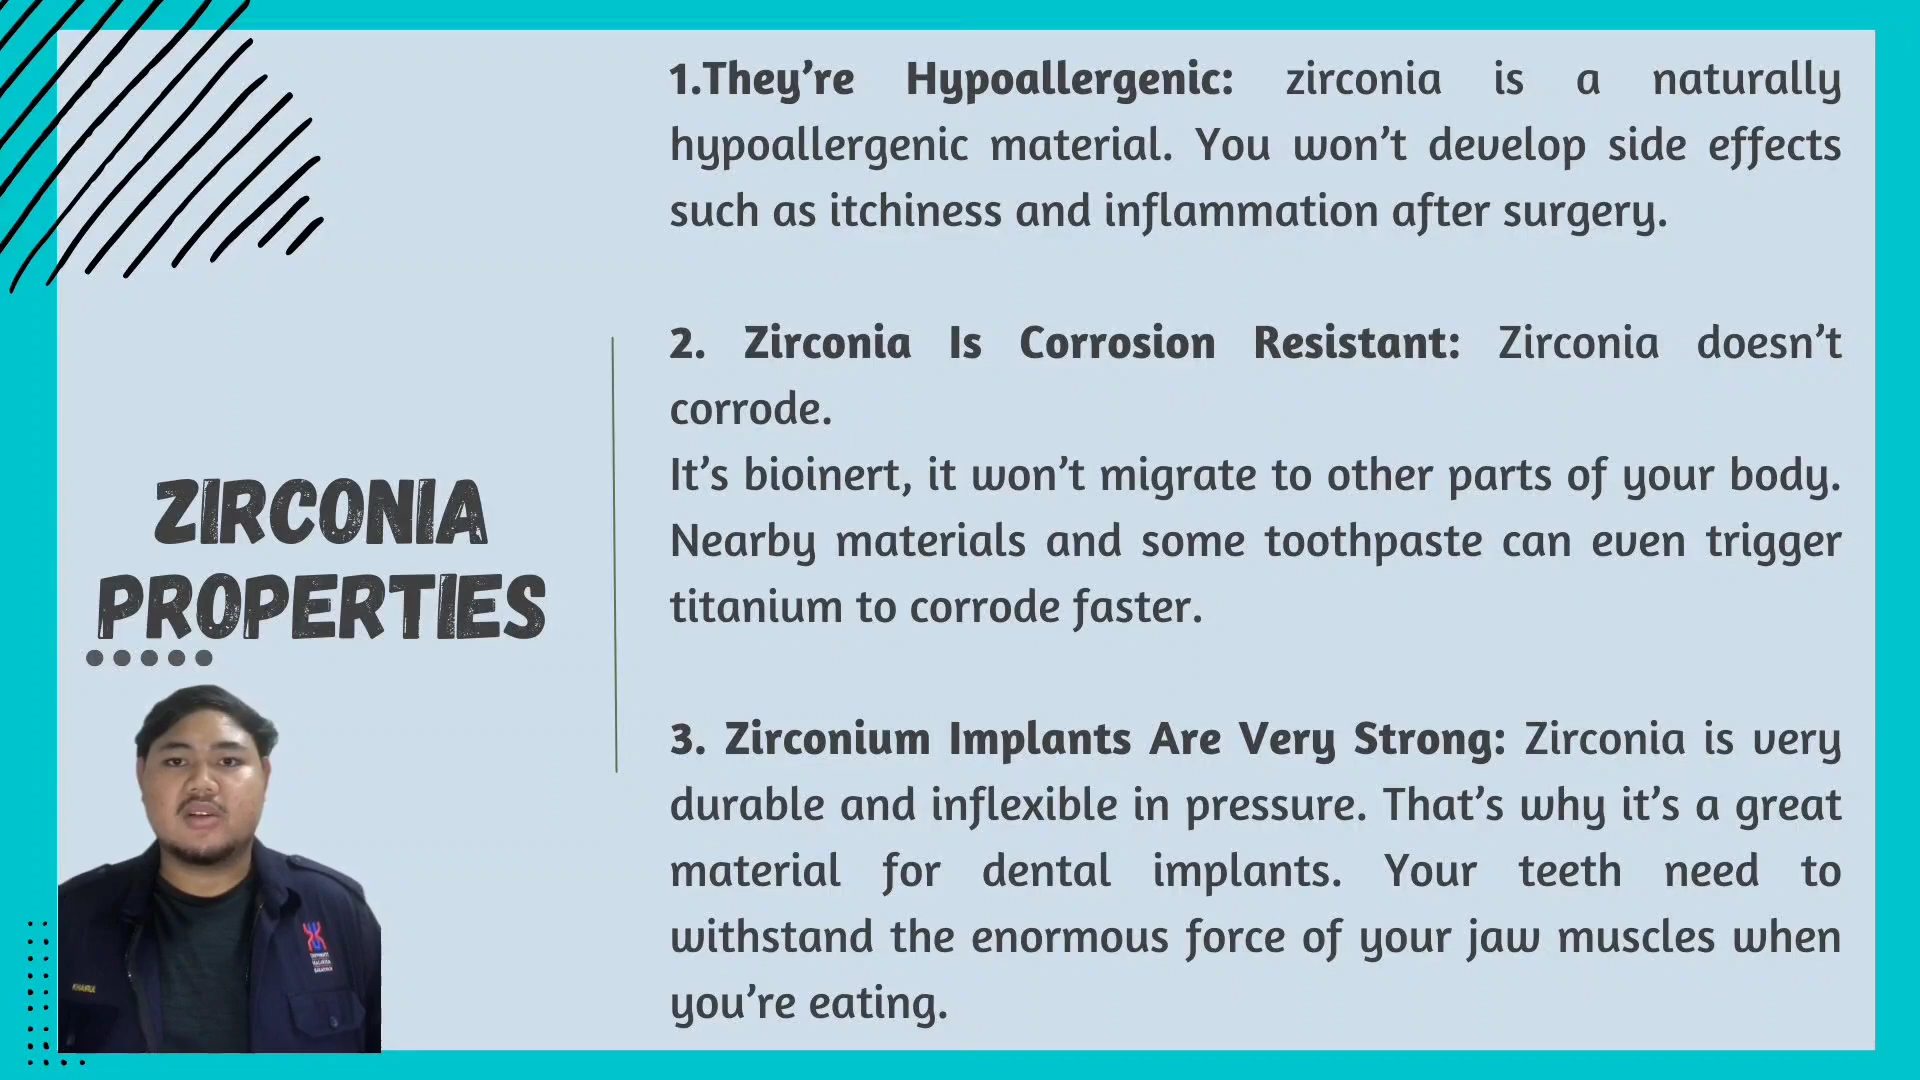 1.They’re Hypoallergenic: zirconia is a naturally
hypoallergenic material. You won’t develop side effects
such as itchiness and inflammation after surgery.
2. Zirconia Is Corrosion Resistant: Zirconia doesn’t
corrode.
It’s bioinert, it won’t migrate to other parts of your body.
Nearby materials and some toothpaste can even trigger
titanium to corrode faster.
3. Zirconium Implants Are Very Strong: Zirconia is very
durable and inflexible in pressure. That’s why it’s a great
material for dental implants. Your teeth need to
withstand the enormous force of your jaw muscles when
you’re eating.
ZIRCONIA
PROPERTIES
KHAIRUL